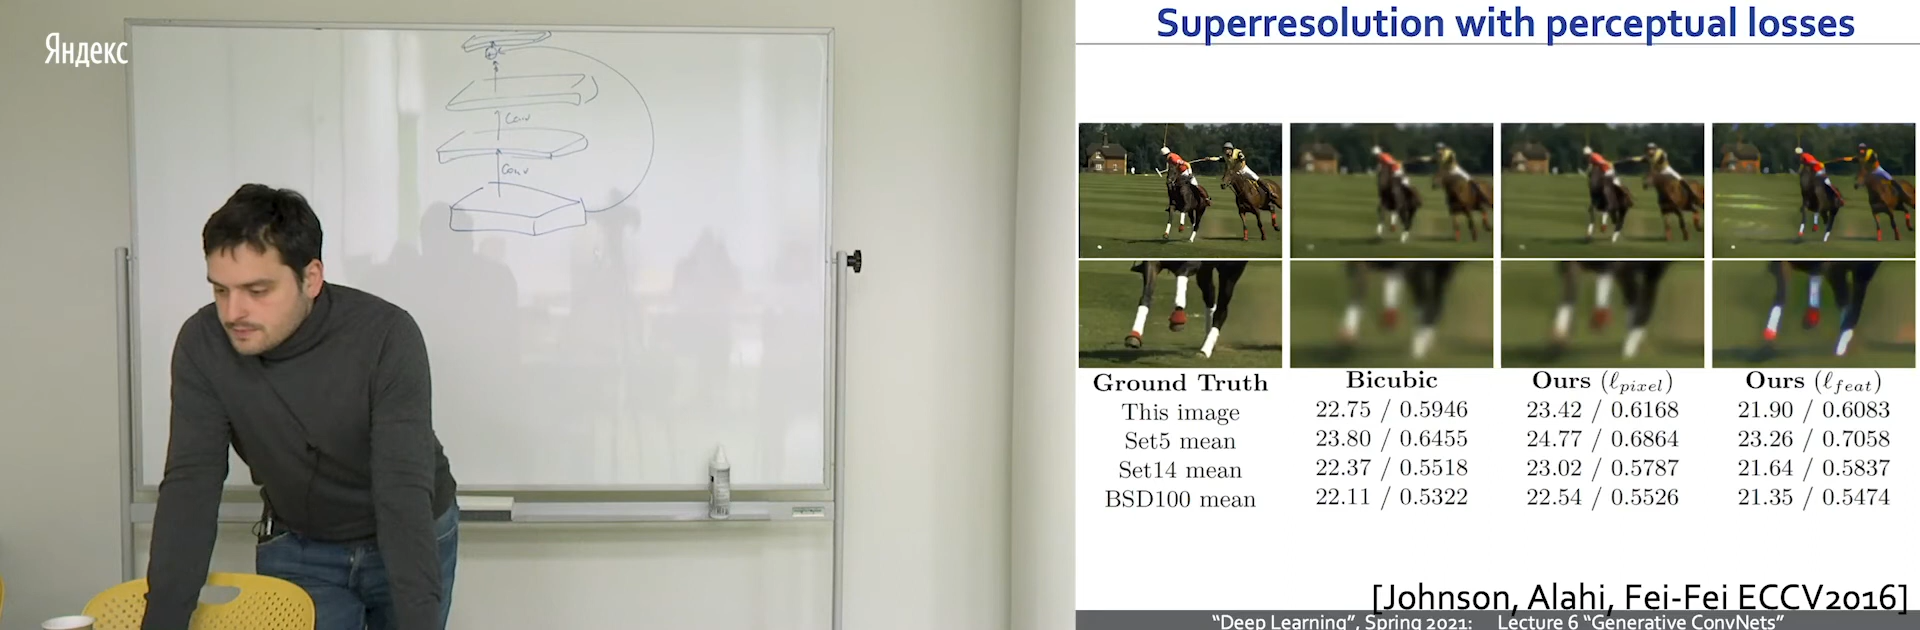 Яндекс
Conv
Conv
Superresolution with perceptual losses
Ground Truth Bicubic Ours (ℓpixel) Ours (ℓfeat)
This image 22.75 / 0.5946 23.42 / 0.6168 21.90 / 0.6083
Set5 mean 23.80 / 0.6455 24.77 / 0.6864 23.26 / 0.7058
Set14 mean 22.37 / 0.5518 23.02 / 0.5787 21.64 / 0.5837
BSD100 mean 22.11 / 0.5322 22.54 / 0.5526 21.35 / 0.5474
[Johnson, Alahi, Fei-Fei ECCV2016]
"Deep Learning", Spring 2021: Lecture 6 "Generative ConvNets"